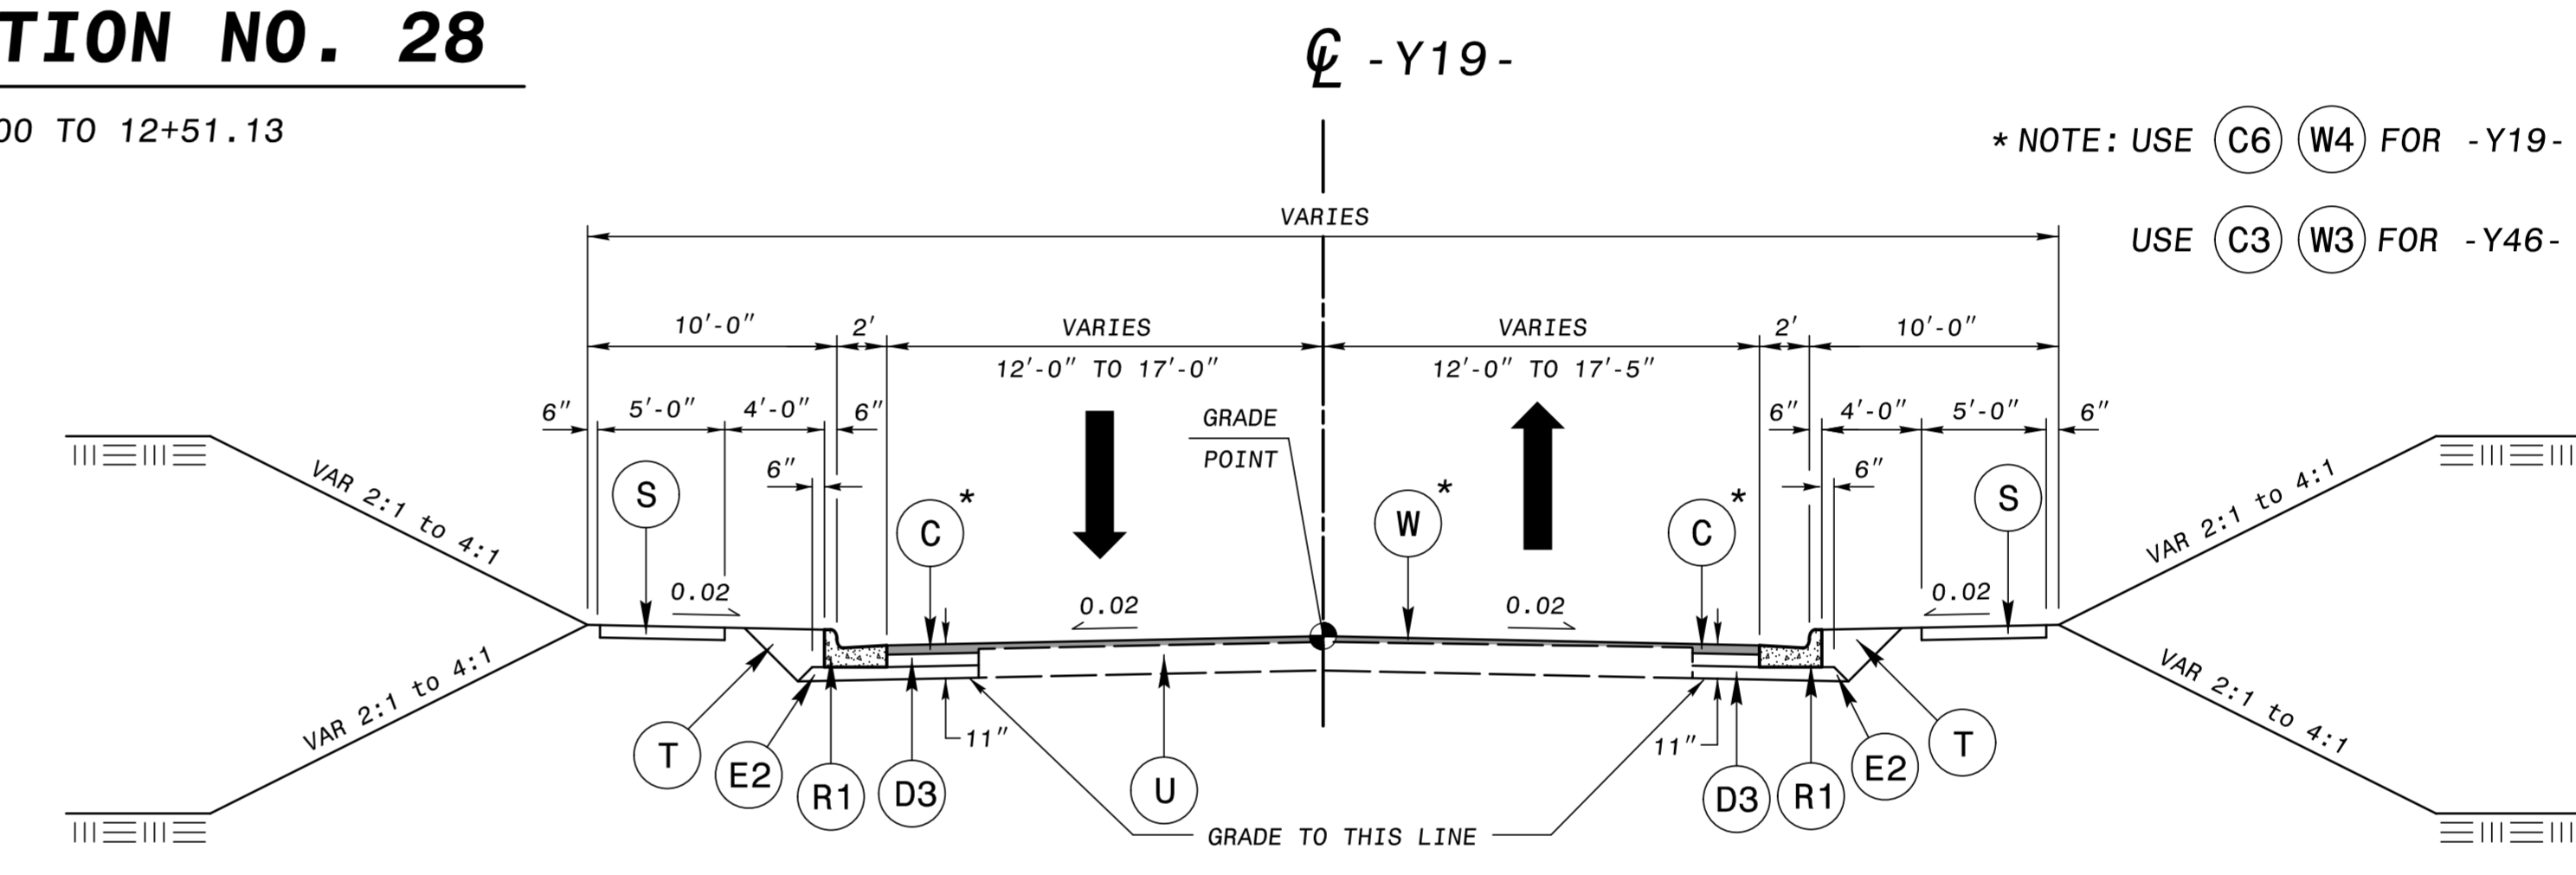 TION NO. 28
00 TO 12+51.13
℄ -Y19-
* NOTE: USE C6 W4 FOR -Y19-
USE C3 W3 FOR -Y46-
VARIES
10'-0" 2' VARIES VARIES 2' 10'-0"
12'-0" TO 17'-0" 12'-0" TO 17'-5"
6" 5'-0" 4'-0" 6" 6" 4'-0" 5'-0" 6"
GRADE
POINT
6" 6"
VAR 2:1 to 4:1 VAR 2:1 to 4:1
S C * W * C * S
0.02 0.02 0.02 0.02
VAR 2:1 to 4:1 VAR 2:1 to 4:1
11" 11"
T E2 R1 D3 U D3 R1 E2 T
GRADE TO THIS LINE